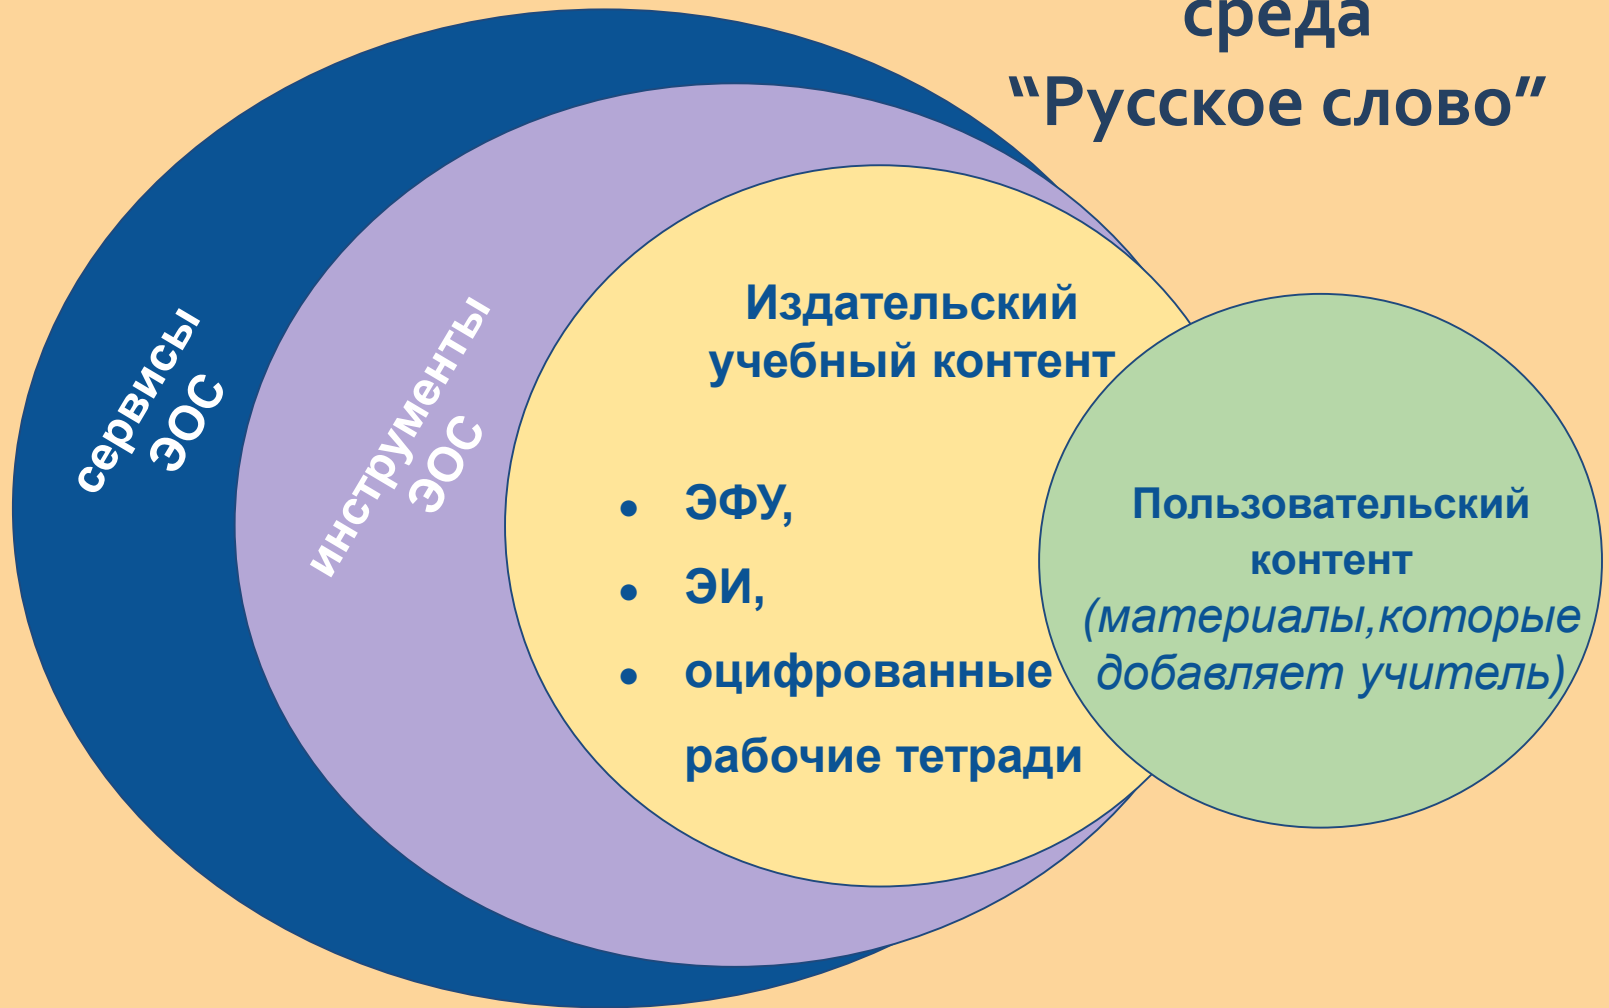 среда
“Русское слово”
сервисы
ЭОС
инструменты
ЭОС
Издательский
учебный контент
● ЭФУ,
● ЭИ,
● оцифрованные
рабочие тетради
Пользовательский
контент
(материалы,которые
добавляет учитель)